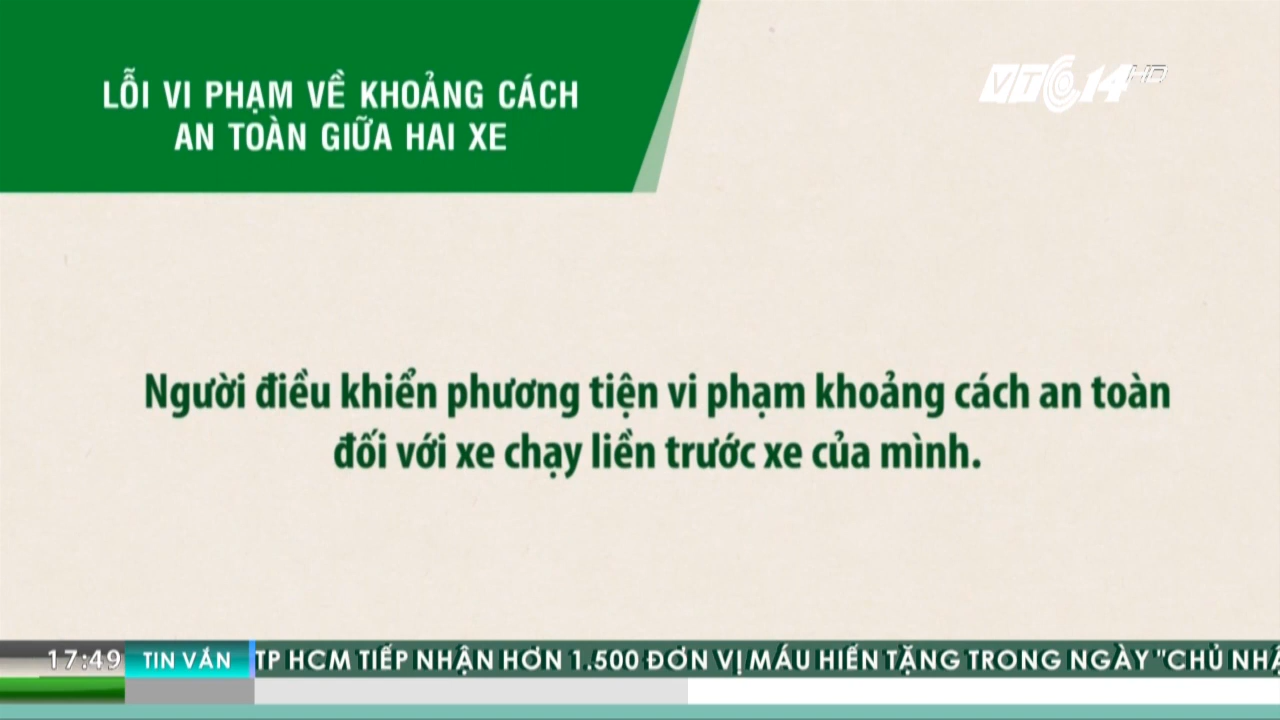 LỖI VI PHẠM VỀ KHOẢNG CÁCH
AN TOÀN GIỮA HAI XE
VTC14 HD
Người điều khiển phương tiện vi phạm khoảng cách an toàn
đối với xe chạy liền trước xe của mình.
17:49 TIN VẮN TP HCM TIẾP NHẬN HƠN 1.500 ĐƠN VỊ MÁU HIẾN TẶNG TRONG NGÀY "CHỦ NHẬ